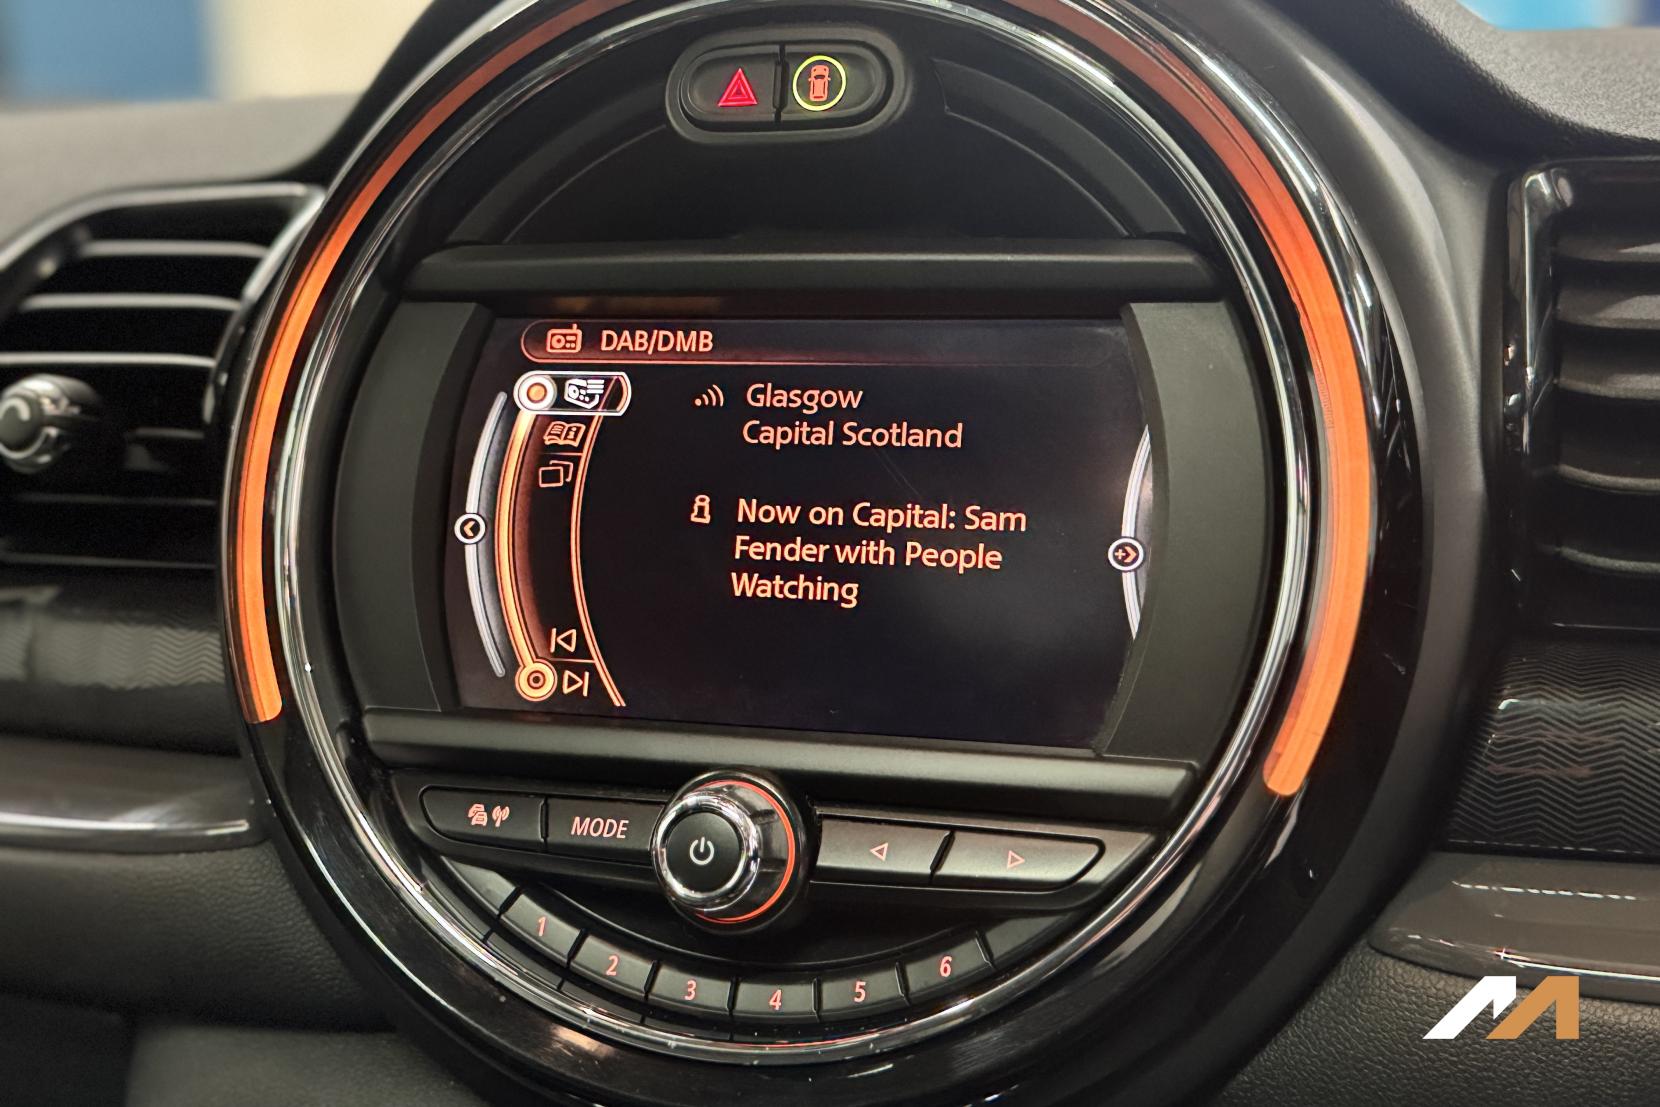 DAB/DMB
Glasgow
Capital Scotland
Now on Capital: Sam
Fender with People
Watching
MODE
1
2
3
4
5
6